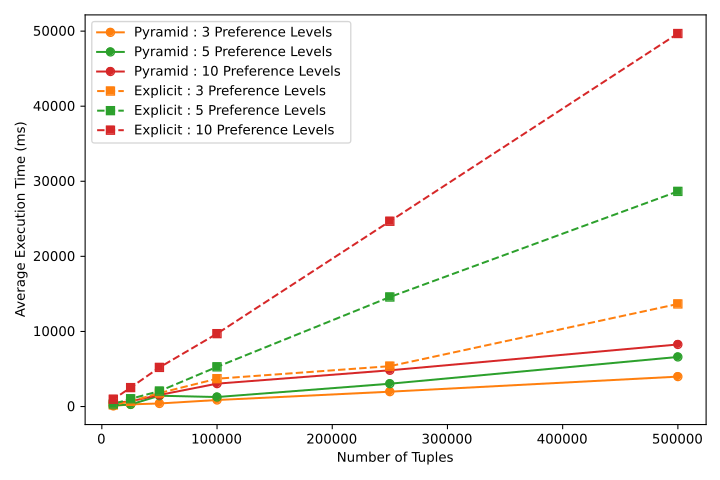 Pyramid : 3 Preference Levels
Pyramid : 5 Preference Levels
Pyramid : 10 Preference Levels
Explicit : 3 Preference Levels
Explicit : 5 Preference Levels
Explicit : 10 Preference Levels
Average Execution Time (ms)
50000
40000
30000
20000
10000
0
0 100000 200000 300000 400000 500000
Number of Tuples